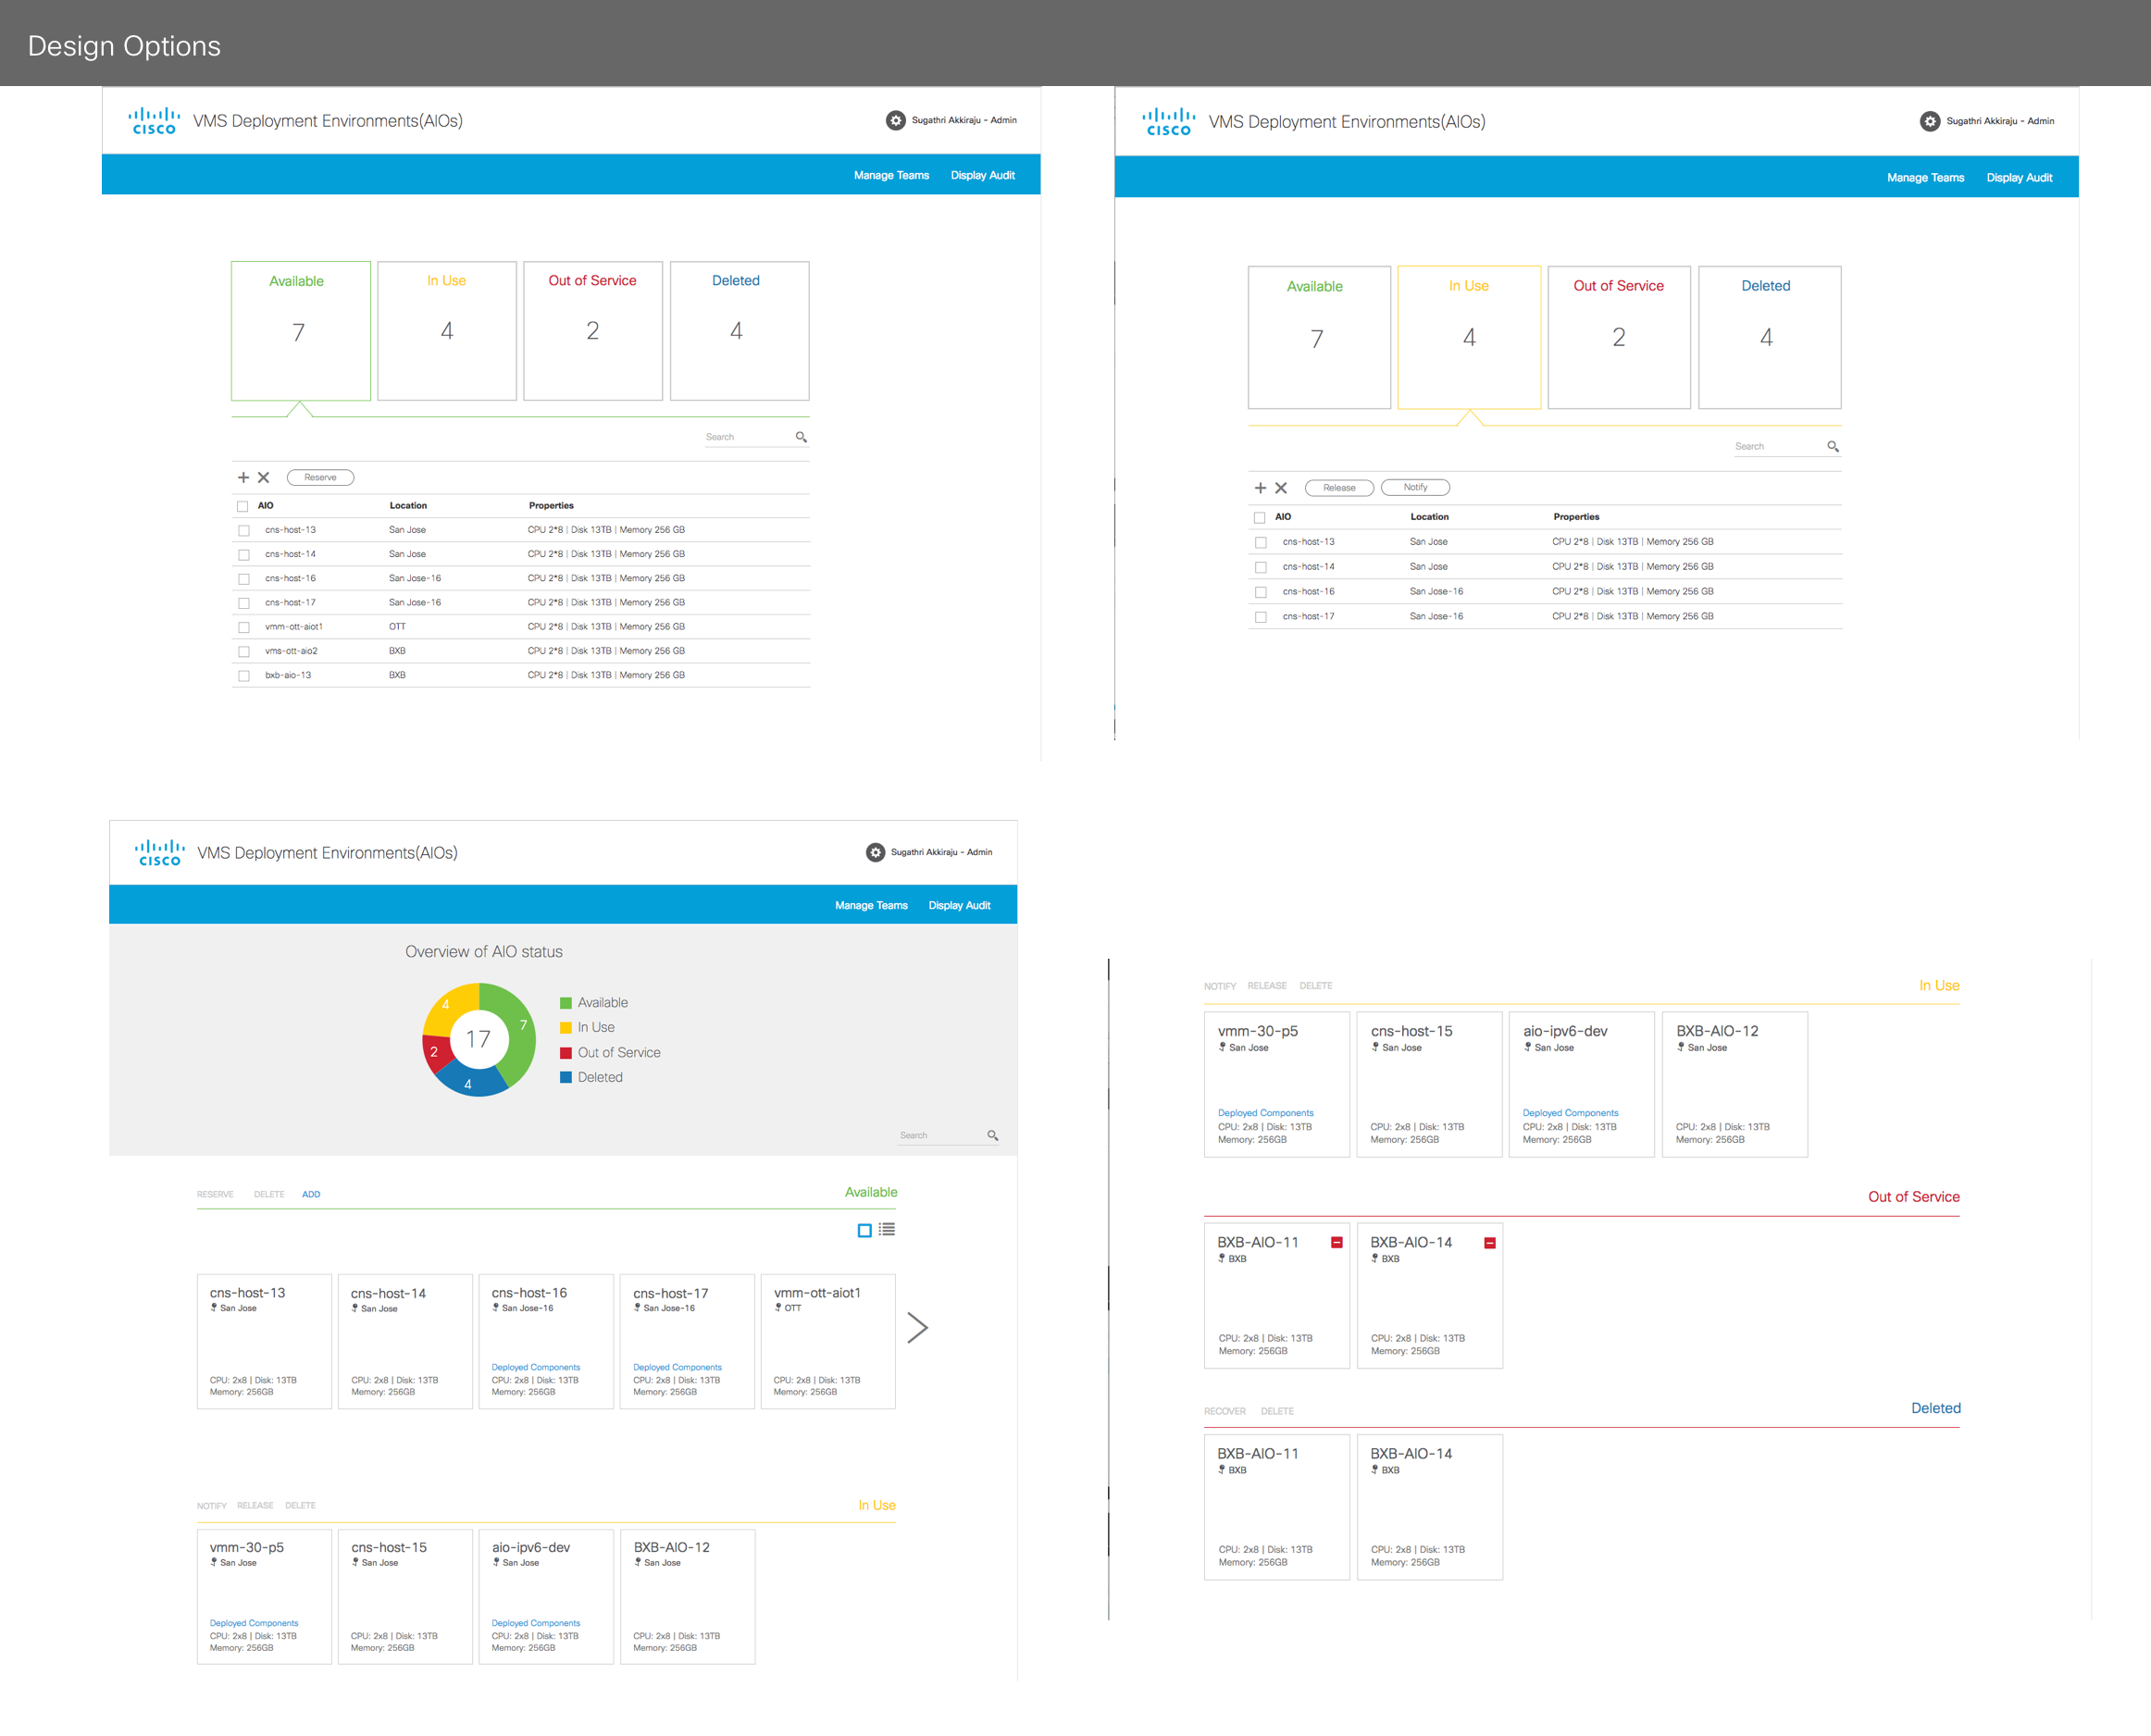 Design Options
CISCO
VMS Deployment Environments(AIOs)
Sugathri Akkiraju - Admin
Manage Teams Display Audit
Available In Use Out of Service Deleted
7 4 2 4
Search
Reserve
AIO Location Properties
cns-host-13 San Jose CPU 2*8 | Disk 13TB | Memory 256 GB
cns-host-14 San Jose CPU 2*8 | Disk 13TB | Memory 256 GB
cns-host-16 San Jose-16 CPU 2*8 | Disk 13TB | Memory 256 GB
cns-host-17 San Jose-16 CPU 2*8 | Disk 13TB | Memory 256 GB
vmm-ott-aiot1 OTT CPU 2*8 | Disk 13TB | Memory 256 GB
vms-ott-aio2 BXB CPU 2*8 | Disk 13TB | Memory 256 GB
bxb-aio-13 BXB CPU 2*8 | Disk 13TB | Memory 256 GB
CISCO
VMS Deployment Environments(AIOs)
Sugathri Akkiraju - Admin
Manage Teams Display Audit
Available In Use Out of Service Deleted
7 4 2 4
Search
Release Notify
AIO Location Properties
cns-host-13 San Jose CPU 2*8 | Disk 13TB | Memory 256 GB
cns-host-14 San Jose CPU 2*8 | Disk 13TB | Memory 256 GB
cns-host-16 San Jose-16 CPU 2*8 | Disk 13TB | Memory 256 GB
cns-host-17 San Jose-16 CPU 2*8 | Disk 13TB | Memory 256 GB
CISCO
VMS Deployment Environments(AIOs)
Sugathri Akkiraju - Admin
Manage Teams Display Audit
Overview of AIO status
4
7
17
2
4
Available
In Use
Out of Service
Deleted
Search
RESERVE DELETE ADD Available
cns-host-13 cns-host-14 cns-host-16 cns-host-17 vmm-ott-aiot1
San Jose San Jose San Jose-16 San Jose-16 OTT
Deployed Components Deployed Components
CPU: 2x8 | Disk: 13TB CPU: 2x8 | Disk: 13TB CPU: 2x8 | Disk: 13TB CPU: 2x8 | Disk: 13TB CPU: 2x8 | Disk: 13TB
Memory: 256GB Memory: 256GB Memory: 256GB Memory: 256GB Memory: 256GB
NOTIFY RELEASE DELETE In Use
vmm-30-p5 cns-host-15 aio-ipv6-dev BXB-AIO-12
San Jose San Jose San Jose San Jose
Deployed Components Deployed Components
CPU: 2x8 | Disk: 13TB CPU: 2x8 | Disk: 13TB CPU: 2x8 | Disk: 13TB CPU: 2x8 | Disk: 13TB
Memory: 256GB Memory: 256GB Memory: 256GB Memory: 256GB
NOTIFY RELEASE DELETE In Use
vmm-30-p5 cns-host-15 aio-ipv6-dev BXB-AIO-12
San Jose San Jose San Jose San Jose
Deployed Components Deployed Components
CPU: 2x8 | Disk: 13TB CPU: 2x8 | Disk: 13TB CPU: 2x8 | Disk: 13TB CPU: 2x8 | Disk: 13TB
Memory: 256GB Memory: 256GB Memory: 256GB Memory: 256GB
Out of Service
BXB-AIO-11 BXB-AIO-14
BXB BXB
CPU: 2x8 | Disk: 13TB CPU: 2x8 | Disk: 13TB
Memory: 256GB Memory: 256GB
RECOVER DELETE Deleted
BXB-AIO-11 BXB-AIO-14
BXB BXB
CPU: 2x8 | Disk: 13TB CPU: 2x8 | Disk: 13TB
Memory: 256GB Memory: 256GB